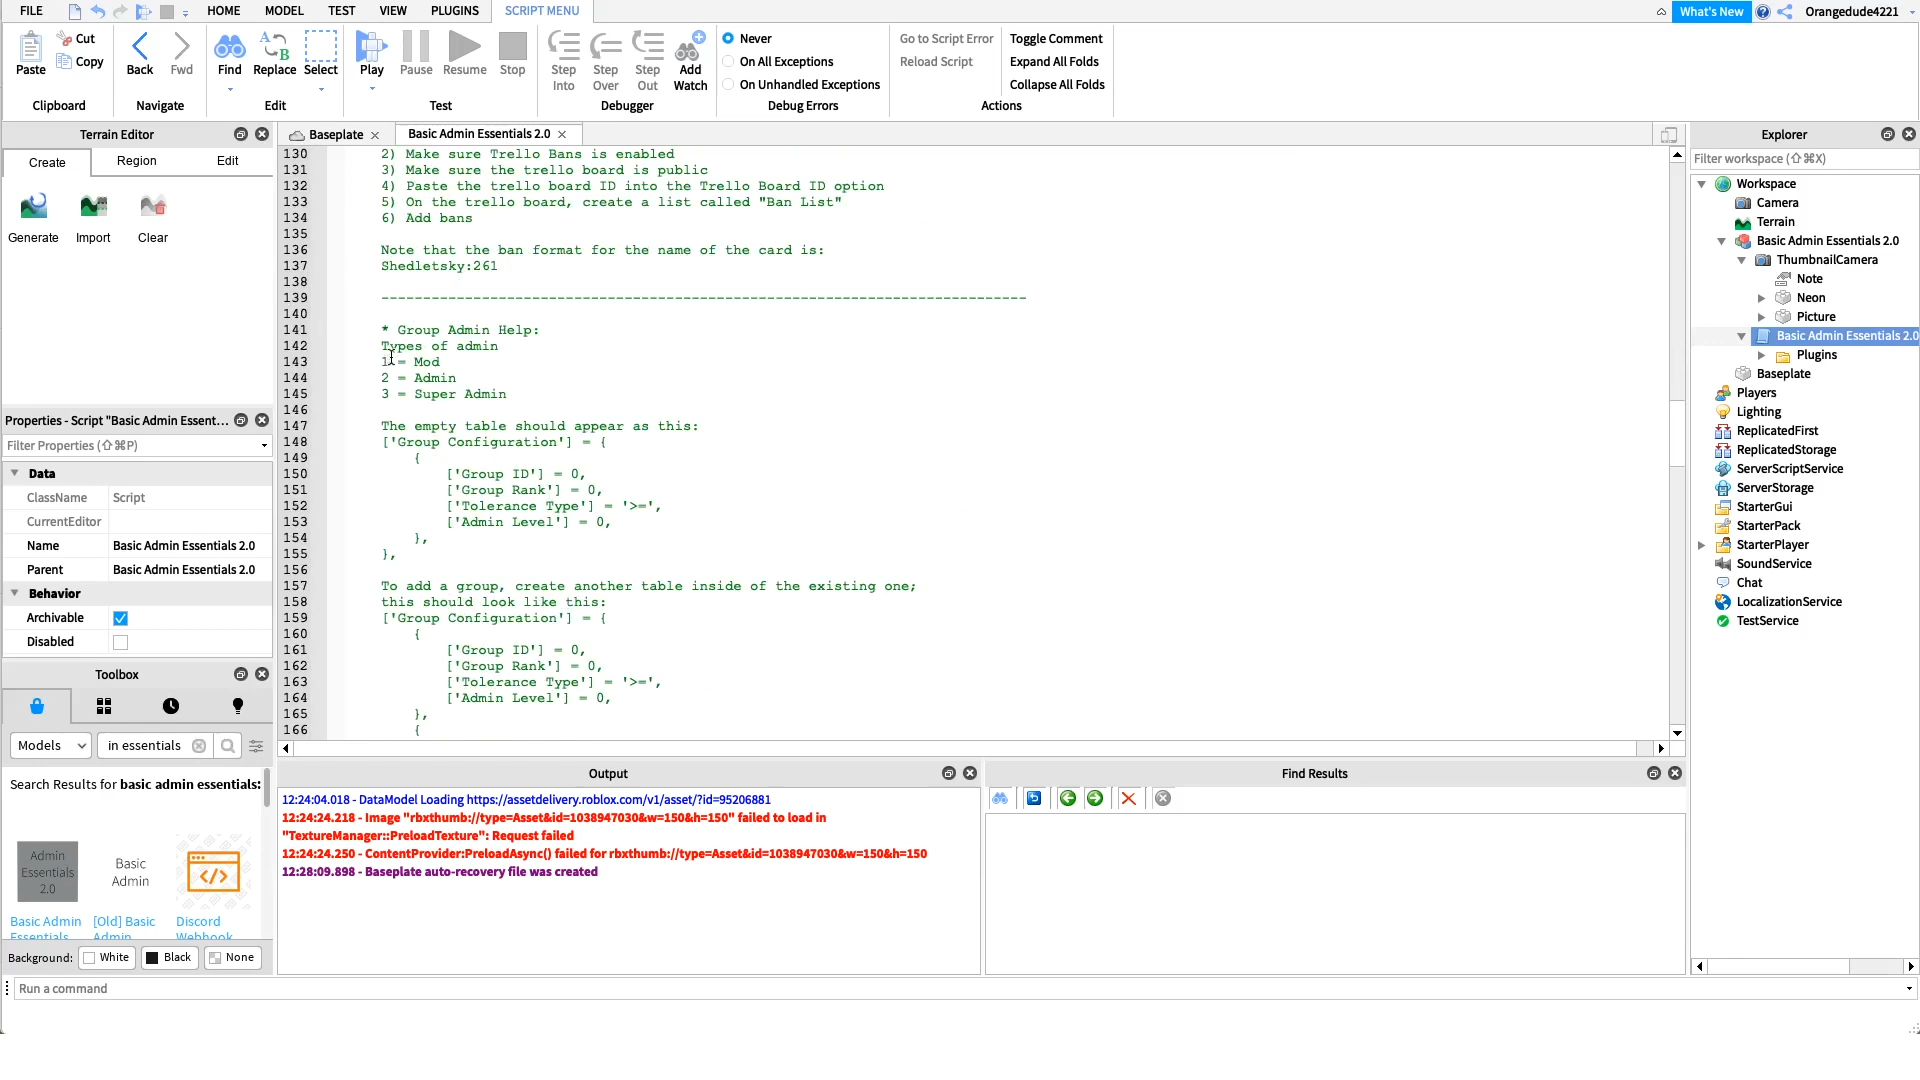 FILE
HOME
MODEL
TEST
VIEW
PLUGINS
SCRIPT MENU
What's New
Orangedude4221
Paste
Cut
Copy
Clipboard
Back
Fwd
Navigate
Find
Replace
Select
Edit
Play
Pause
Resume
Stop
Test
Step Into
Step Over
Step Out
Add Watch
Debugger
Never
On All Exceptions
On Unhandled Exceptions
Debug Errors
Go to Script Error
Reload Script
Toggle Comment
Expand All Folds
Collapse All Folds
Actions
Terrain Editor
Create
Region
Edit
Generate
Import
Clear
Properties - Script "Basic Admin Essent...
Filter Properties (⇧⌘P)
Data
ClassName Script
CurrentEditor
Name Basic Admin Essentials 2.0
Parent Basic Admin Essentials 2.0
Behavior
Archivable
Disabled
Toolbox
Models
in essentials
Search Results for basic admin essentials:
Admin Essentials 2.0
Basic Admin
Basic Admin Essentials
[Old] Basic Admin
Discord Webhook
Background: White Black None
Run a command
Baseplate
Basic Admin Essentials 2.0
130 2) Make sure Trello Bans is enabled
131 3) Make sure the trello board is public
132 4) Paste the trello board ID into the Trello Board ID option
133 5) On the trello board, create a list called "Ban List"
134 6) Add bans
135
136 Note that the ban format for the name of the card is:
137 Shedletsky:261
138
139 ------------------------------------------------------------------------------
140
141 * Group Admin Help:
142 Types of admin
143 1 = Mod
144 2 = Admin
145 3 = Super Admin
146
147 The empty table should appear as this:
148 ['Group Configuration'] = {
149 {
150 ['Group ID'] = 0,
151 ['Group Rank'] = 0,
152 ['Tolerance Type'] = '>=',
153 ['Admin Level'] = 0,
154 },
155 },
156
157 To add a group, create another table inside of the existing one;
158 this should look like this:
159 ['Group Configuration'] = {
160 {
161 ['Group ID'] = 0,
162 ['Group Rank'] = 0,
163 ['Tolerance Type'] = '>=',
164 ['Admin Level'] = 0,
165 },
166 {
Output
12:24:04.018 - DataModel Loading https://assetdelivery.roblox.com/v1/asset/?id=95206881
12:24:24.218 - Image "rbxthumb://type=Asset&id=1038947030&w=150&h=150" failed to load in
"TextureManager::PreloadTexture": Request failed
12:24:24.250 - ContentProvider:PreloadAsync() failed for rbxthumb://type=Asset&id=1038947030&w=150&h=150
12:28:09.898 - Baseplate auto-recovery file was created
Find Results
Explorer
Filter workspace (⇧⌘X)
Workspace
Camera
Terrain
Basic Admin Essentials 2.0
ThumbnailCamera
Note
Neon
Picture
Basic Admin Essentials 2.0
Plugins
Baseplate
Players
Lighting
ReplicatedFirst
ReplicatedStorage
ServerScriptService
ServerStorage
StarterGui
StarterPack
StarterPlayer
SoundService
Chat
LocalizationService
TestService